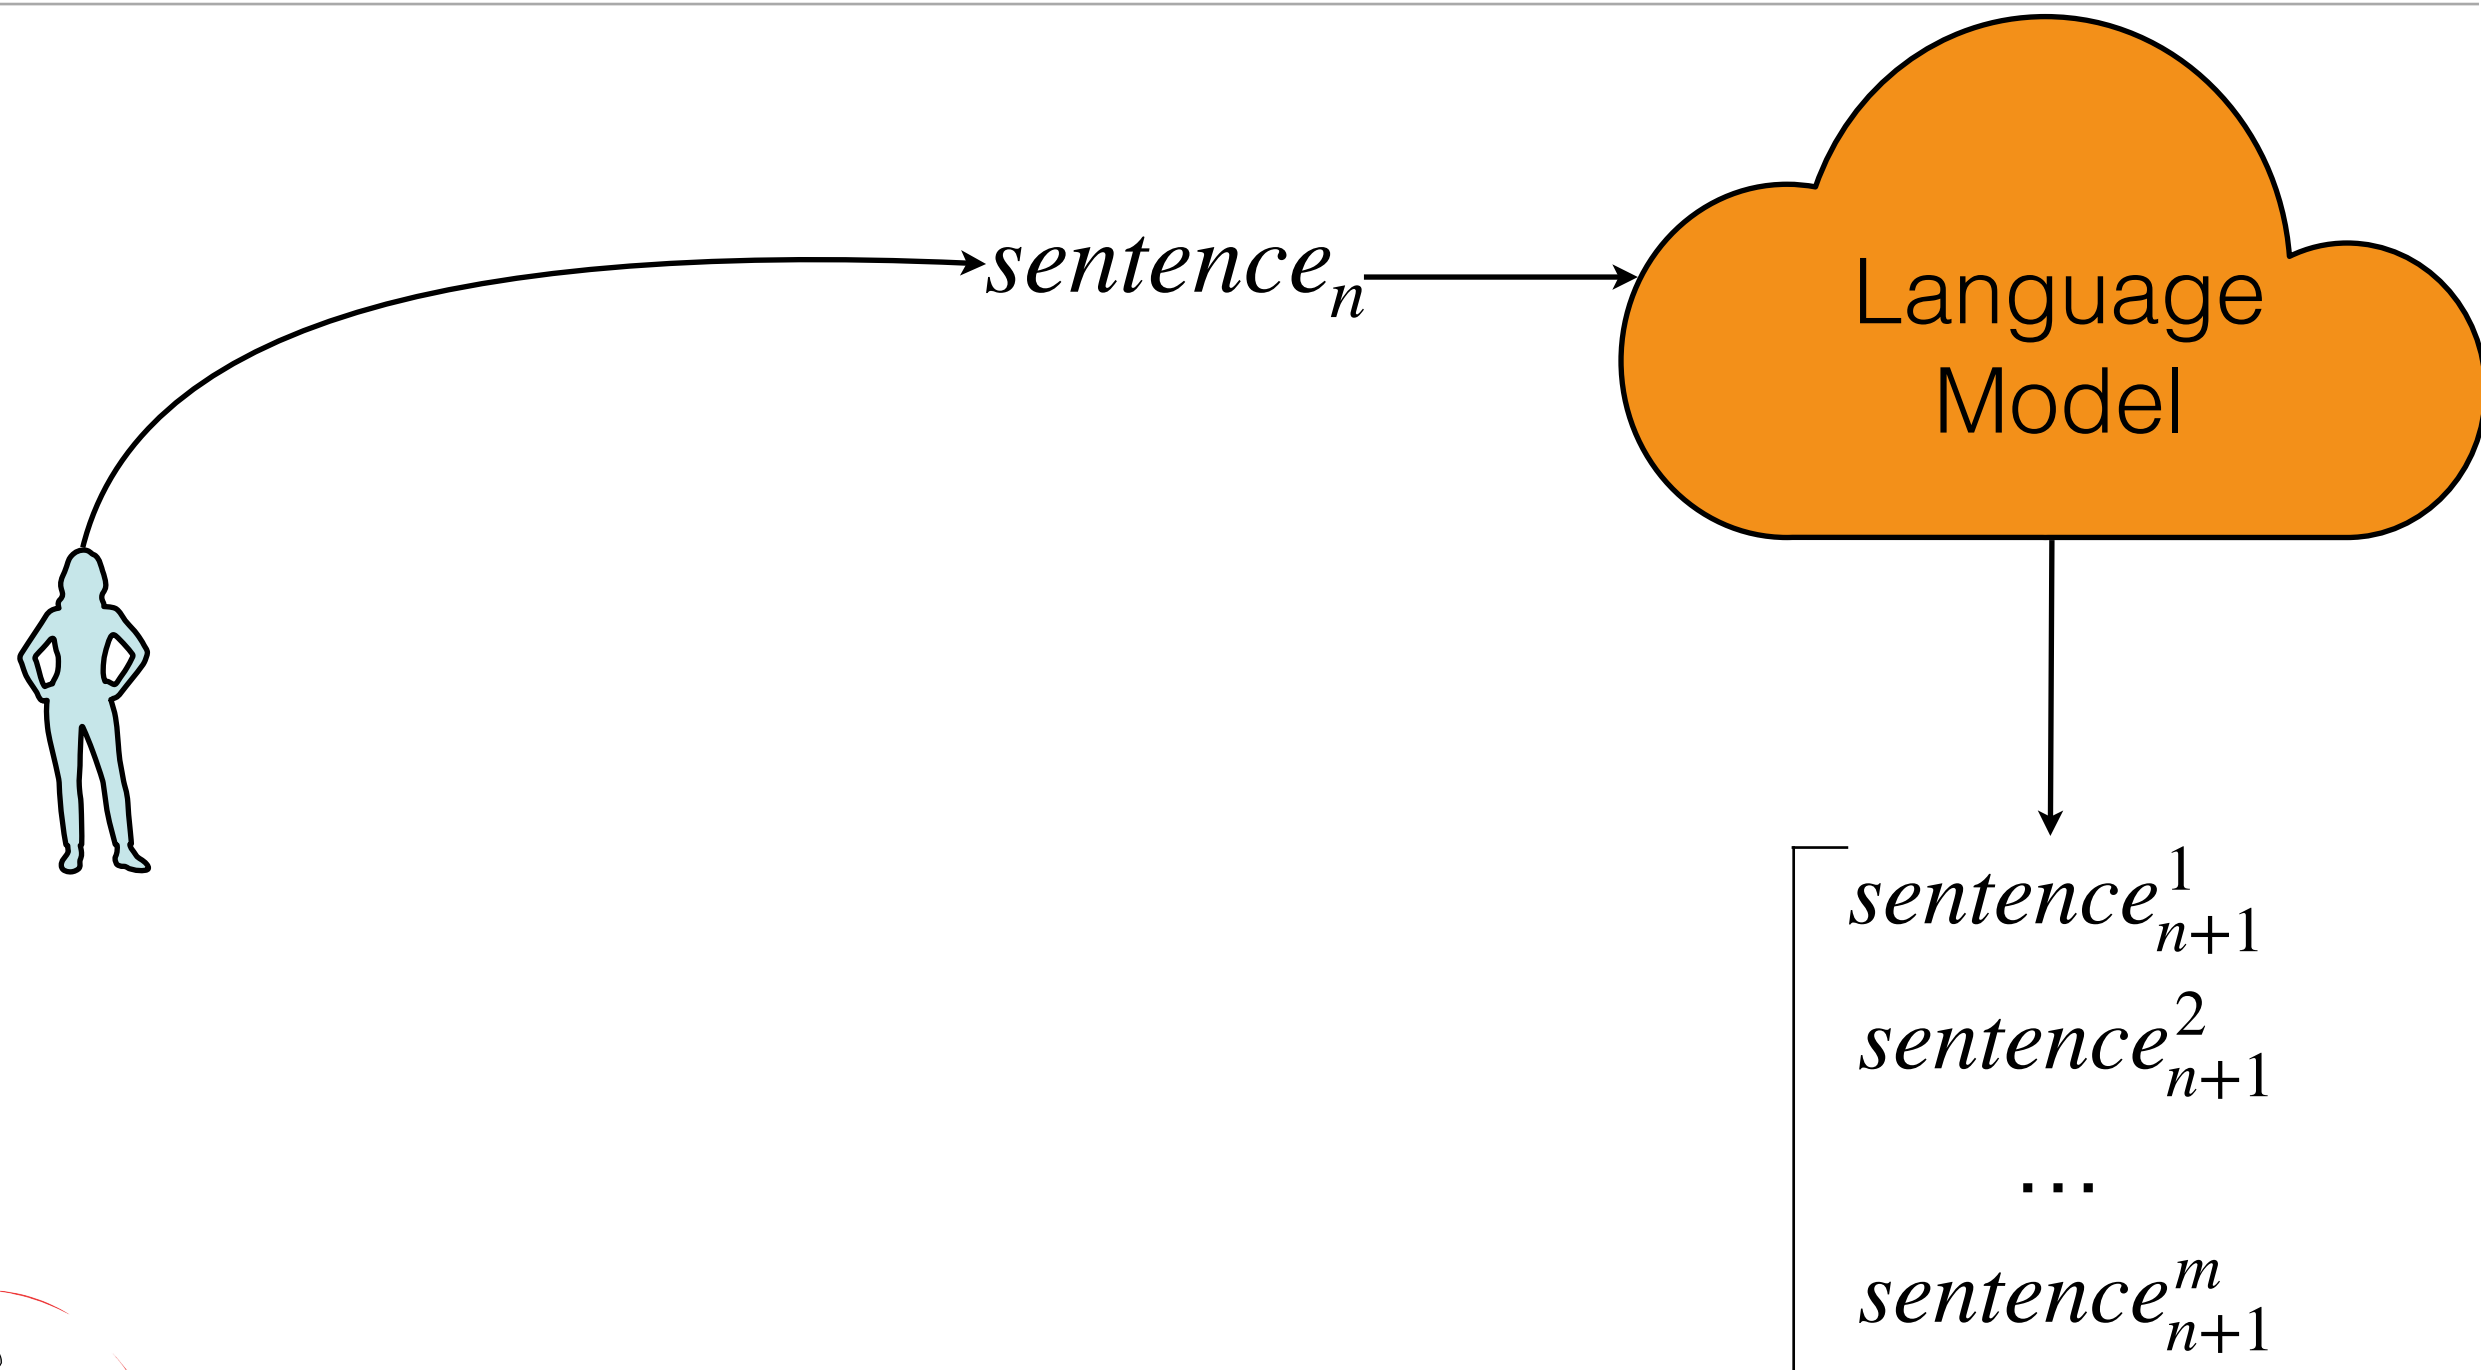 sentence_n
Language
Model
sentence^1_{n+1}
sentence^2_{n+1}
...
sentence^m_{n+1}